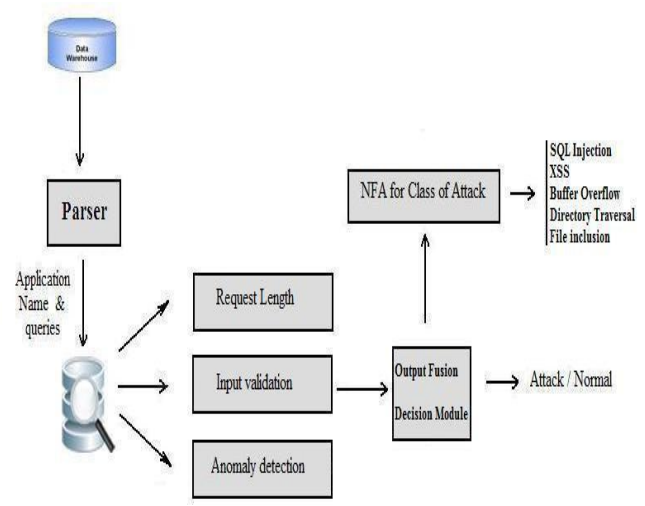 Data
Warehouse
Parser
Application
Name &
queries
Request Length
Input validation
Anomaly detection
Output Fusion
Decision Module
Attack / Normal
NFA for Class of Attack
SQL Injection
XSS
Buffer Overflow
Directory Traversal
File inclusion